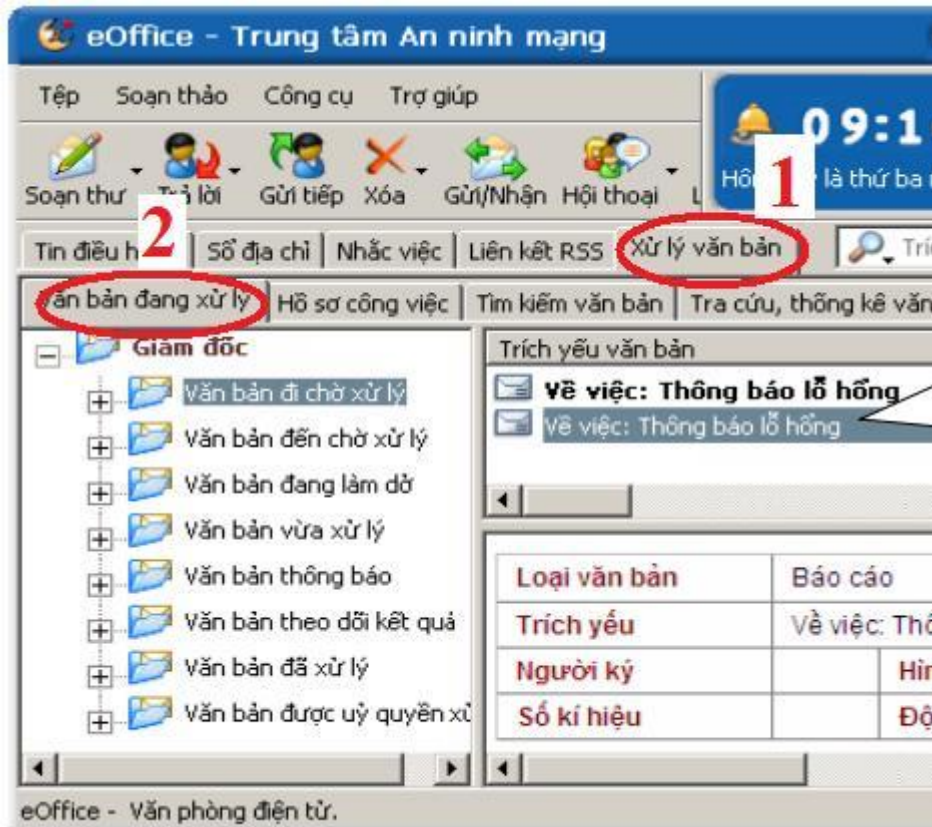 eOffice - Trung tâm An ninh mạng
Tệp Soạn thảo Công cụ Trợ giúp
09:1
là thứ ba
Soạn thư Trả lời Gửi tiếp Xóa Gửi/Nhận Hội thoại
1
2
Tin điều Sổ địa chỉ Nhắc việc Liên kết RSS Xử lý văn bản
Văn bản đang xử lý Hồ sơ công việc Tìm kiếm văn bản Tra cứu, thống kê văn
Giám đốc
Văn bản đi chờ xử lý
Văn bản đến chờ xử lý
Văn bản đang làm dở
Văn bản vừa xử lý
Văn bản thông báo
Văn bản theo dõi kết quả
Văn bản đã xử lý
Văn bản được uỷ quyền
Trích yếu văn bản
Về việc: Thông báo lỗ hổng
Về việc: Thông báo lỗ hổng
Loại văn bản Báo cáo
Trích yếu Về việc:
Người ký
Số kí hiệu
eOffice - Văn phòng điện tử.